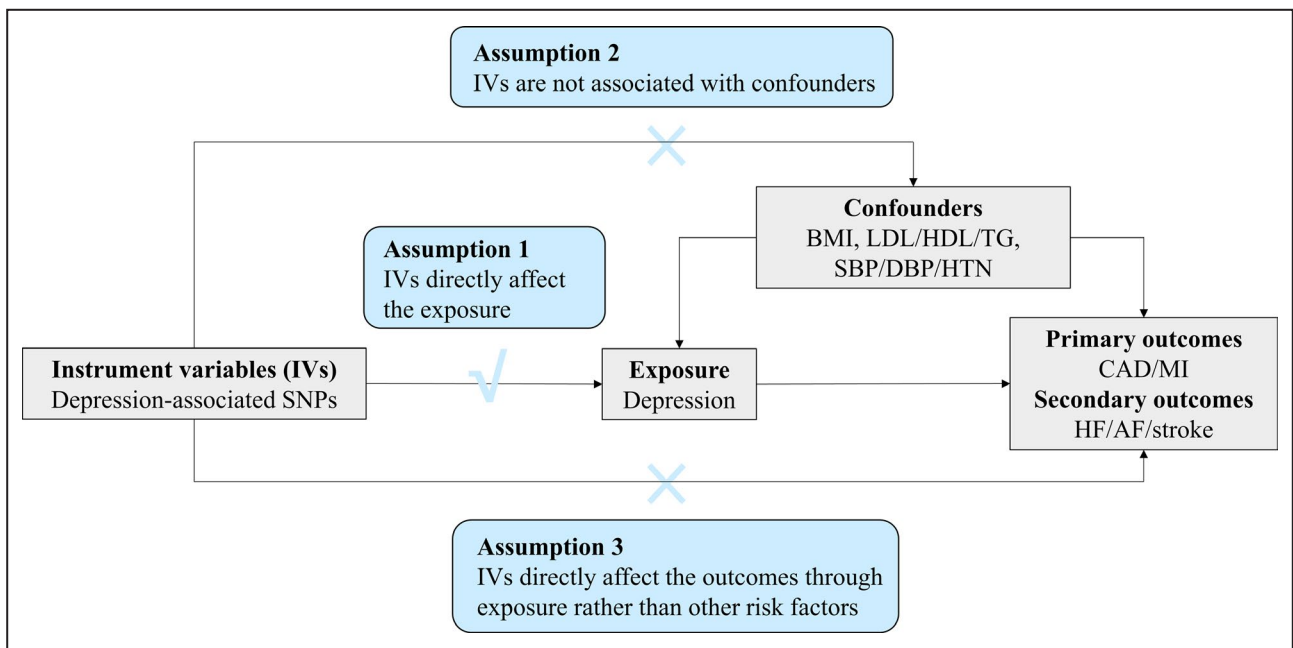 Assumption 2
IVs are not associated with confounders
Confounders
BMI, LDL/HDL/TG,
SBP/DBP/HTN
Assumption 1
IVs directly affect
the exposure
Instrument variables (IVs)
Depression-associated SNPs
√
Exposure
Depression
Primary outcomes
CAD/MI
Secondary outcomes
HF/AF/stroke
Assumption 3
IVs directly affect the outcomes through
exposure rather than other risk factors